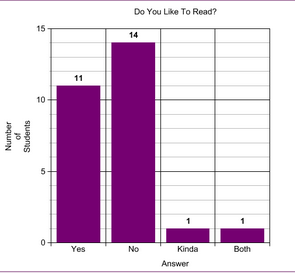 Do You Like To Read?
15
14
11
10
Number
of
Students
5
1
1
0
Yes No Kinda Both
Answer